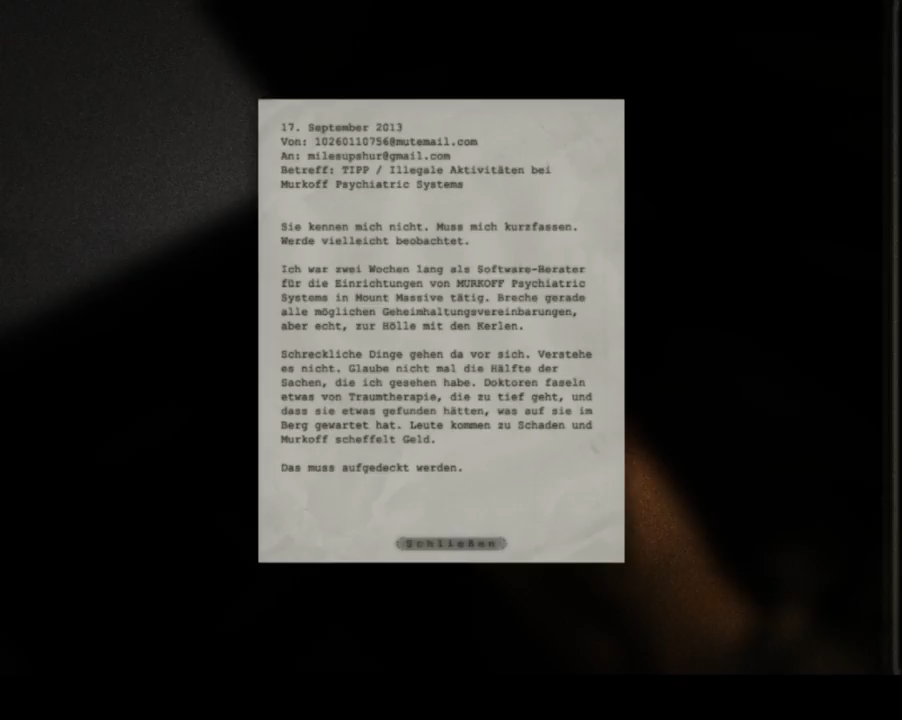 17. September 2013
Von: 10260110756@mutemail.com
An: milesupshur@gmail.com
Betreff: TIPP / Illegale Aktivitäten bei
Murkoff Psychiatric Systems
Sie kennen mich nicht. Muss mich kurzfassen.
Werde vielleicht beobachtet.
Ich war zwei Wochen lang als Software-Berater
für die Einrichtungen von MURKOFF Psychiatric
Systems in Mount Massive tätig. Breche gerade
alle möglichen Geheimhaltungsvereinbarungen,
aber echt, zur Hölle mit den Kerlen.
Schreckliche Dinge gehen da vor sich. Verstehe
es nicht. Glaube nicht mal die Hälfte der
Sachen, die ich gesehen habe. Doktoren faseln
etwas von Traumtherapie, die zu tief geht, und
dass sie etwas gefunden hätten, was auf sie im
Berg gewartet hat. Leute kommen zu Schaden und
Murkoff scheffelt Geld.
Das muss aufgedeckt werden.
Schließen